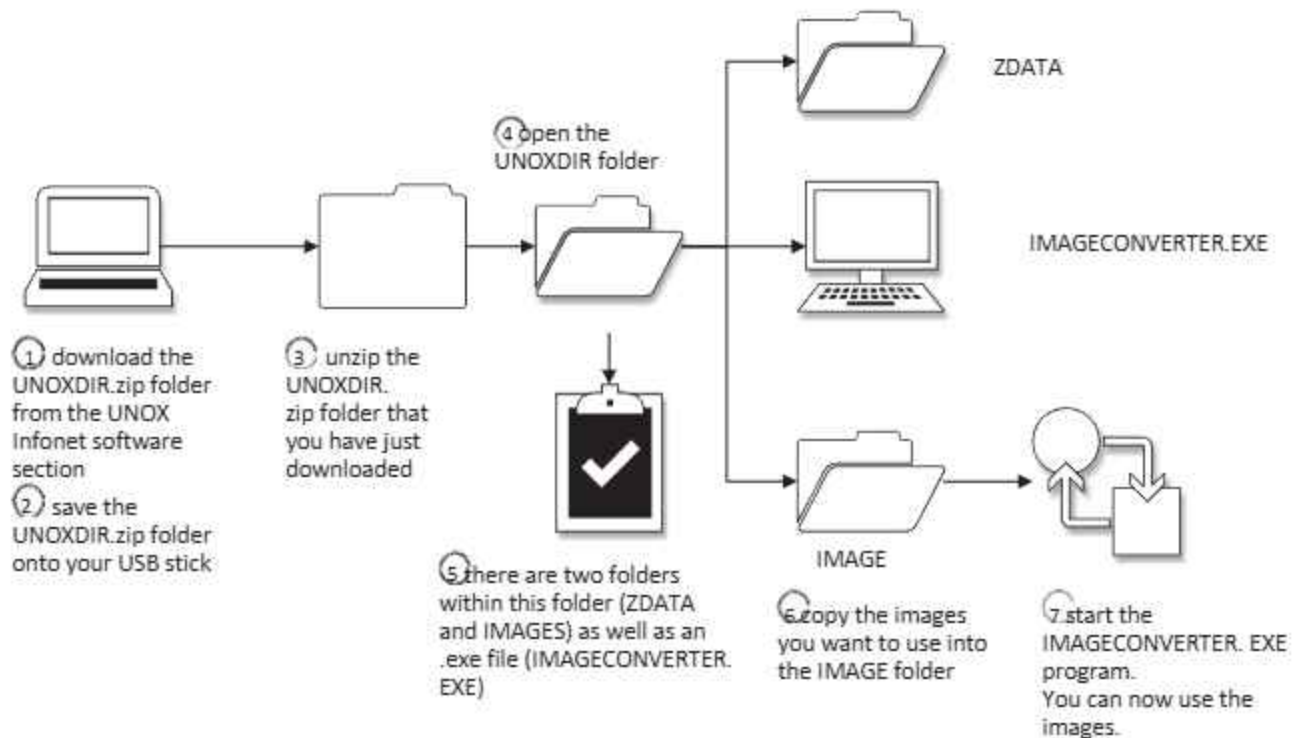 1 download the
UNOXDIR.zip folder
from the UNOX
Infonet software
section
2 save the
UNOXDIR.zip folder
onto your USB stick
3 unzip the
UNOXDIR.
zip folder that
you have just
downloaded
4 open the
UNOXDIR folder
5 there are two folders
within this folder (ZDATA
and IMAGES) as well as an
.exe file (IMAGECONVERTER.
EXE)
ZDATA
IMAGECONVERTER.EXE
IMAGE
6 copy the images
you want to use into
the IMAGE folder
7 start the
IMAGECONVERTER. EXE
program.
You can now use the
images.